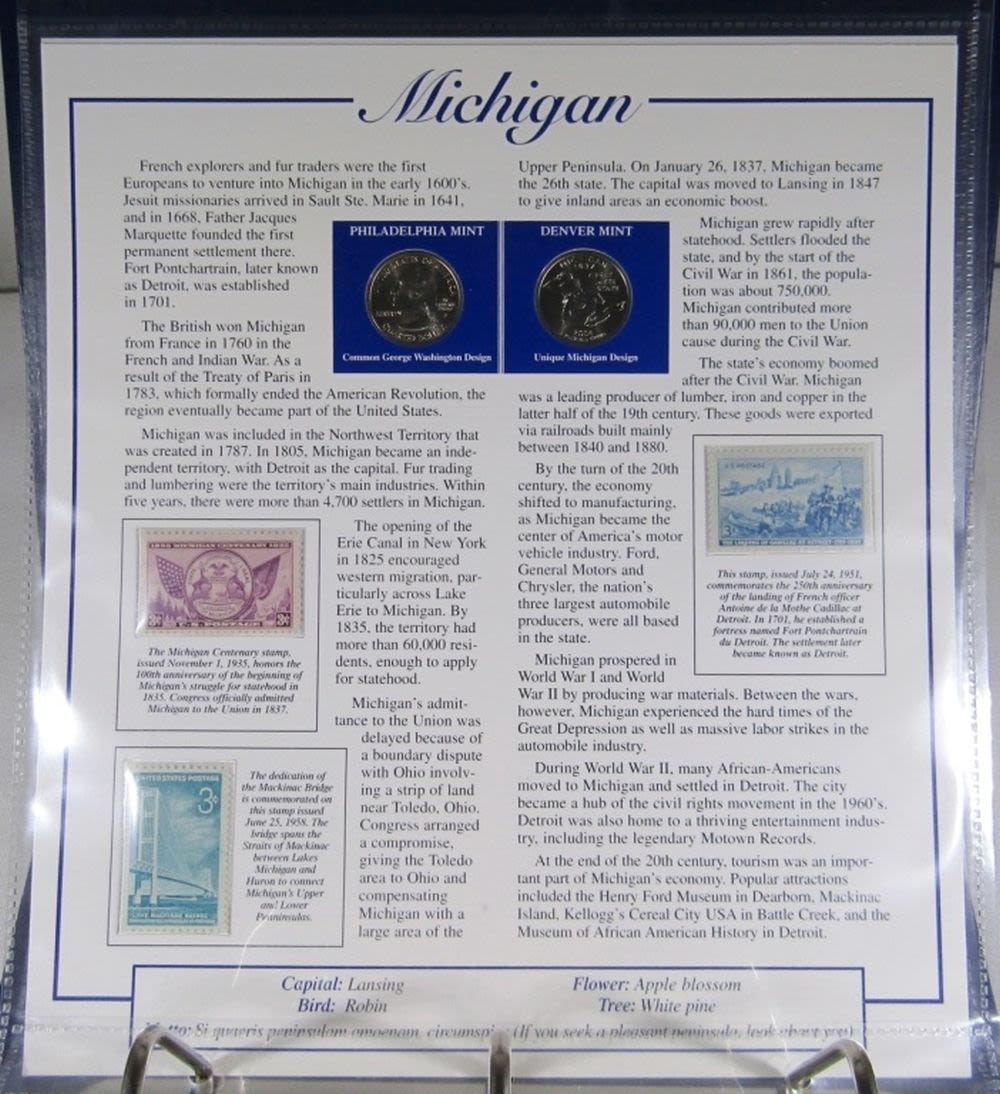 Michigan
French explorers and fur traders were the first
Europeans to venture into Michigan in the early 1600's.
Jesuit missionaries arrived in Sault Ste. Marie in 1641,
and in 1668, Father Jacques
Marquette founded the first
permanent settlement there.
Fort Pontchartrain, later known
as Detroit, was established
in 1701.
The British won Michigan
from France in 1760 in the
French and Indian War. As a
result of the Treaty of Paris in
1783, which formally ended the American Revolution, the
region eventually became part of the United States.
Michigan was included in the Northwest Territory that
was created in 1787. In 1805, Michigan became an inde-
pendent territory, with Detroit as the capital. Fur trading
and lumbering were the territory's main industries. Within
five years, there were more than 4,700 settlers in Michigan.
The opening of the
Erie Canal in New York
in 1825 encouraged
western migration, par-
ticularly across Lake
Erie to Michigan. By
1835, the territory had
more than 60,000 resi-
dents, enough to apply
for statehood.
Michigan's admit-
tance to the Union was
delayed because of
a boundary dispute
with Ohio involv-
ing a strip of land
near Toledo, Ohio.
Congress arranged
a compromise,
giving the Toledo
area to Ohio and
compensating
Michigan with a
large area of the
PHILADELPHIA MINT
LIBERTY
QUARTER DOLLAR
Common George Washington Design
DENVER MINT
MICHIGAN
1837
Unique Michigan Design
1835 MICHIGAN CENTENARY 1935
3¢ U.S. POSTAGE 3¢
The Michigan Centenary stamp,
issued November 1, 1935, honors the
100th anniversary of the beginning of
Michigan's struggle for statehood in
1835. Congress officially admitted
Michigan to the Union in 1837.
UNITED STATES POSTAGE
3¢
The dedication of
the Mackinac Bridge
is commemorated on
this stamp issued
June 25, 1958. The
bridge spans the
Straits of Mackinac
between Lakes
Michigan and
Huron to connect
Michigan's Upper
and Lower
Peninsulas.
Upper Peninsula. On January 26, 1837, Michigan became
the 26th state. The capital was moved to Lansing in 1847
to give inland areas an economic boost.
Michigan grew rapidly after
statehood. Settlers flooded the
state, and by the start of the
Civil War in 1861, the popula-
tion was about 750,000.
Michigan contributed more
than 90,000 men to the Union
cause during the Civil War.
The state's economy boomed
after the Civil War. Michigan
was a leading producer of lumber, iron and copper in the
latter half of the 19th century. These goods were exported
via railroads built mainly
between 1840 and 1880.
By the turn of the 20th
century, the economy
shifted to manufacturing,
as Michigan became the
center of America's motor
vehicle industry. Ford,
General Motors and
Chrysler, the nation's
three largest automobile
producers, were all based
in the state.
Michigan prospered in
World War I and World
War II by producing war materials. Between the wars,
however, Michigan experienced the hard times of the
Great Depression as well as massive labor strikes in the
automobile industry.
During World War II, many African-Americans
moved to Michigan and settled in Detroit. The city
became a hub of the civil rights movement in the 1960's.
Detroit was also home to a thriving entertainment indus-
try, including the legendary Motown Records.
At the end of the 20th century, tourism was an impor-
tant part of Michigan's economy. Popular attractions
included the Henry Ford Museum in Dearborn, Mackinac
Island, Kellogg's Cereal City USA in Battle Creek, and the
Museum of African American History in Detroit.
U.S. POSTAGE
3¢
This stamp, issued July 24, 1951,
commemorates the 250th anniversary
of the landing of French officer
Antoine de la Mothe Cadillac at
Detroit. In 1701, he established a
fortress named Fort Pontchartrain
du Detroit. The settlement later
became known as Detroit.
Capital: Lansing
Bird: Robin
Flower: Apple blossom
Tree: White pine
Motto: Si quaeris peninsulam amoenam, circumspice (If you seek a pleasant peninsula, look about you)